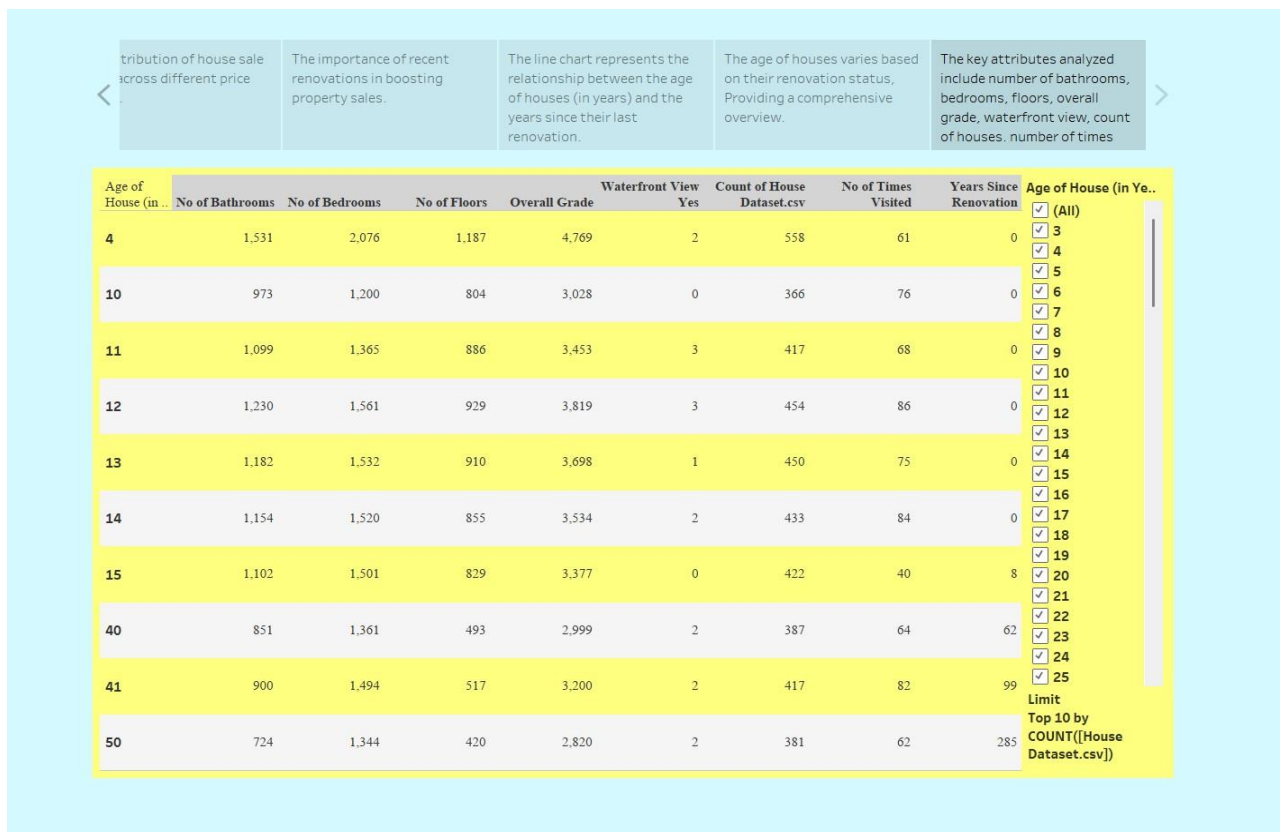 tribution of house sale
across different price
.
The importance of recent
renovations in boosting
property sales.
The line chart represents the
relationship between the age
of houses (in years) and the
years since their last
renovation.
The age of houses varies based
on their renovation status,
Providing a comprehensive
overview.
The key attributes analyzed
include number of bathrooms,
bedrooms, floors, overall
grade, waterfront view, count
of houses. number of times
Age of
House (in .. No of Bathrooms No of Bedrooms No of Floors Overall Grade Waterfront View Yes Count of House Dataset.csv No of Times Visited Years Since Renovation
4 1,531 2,076 1,187 4,769 2 558 61 0
10 973 1,200 804 3,028 0 366 76 0
11 1,099 1,365 886 3,453 3 417 68 0
12 1,230 1,561 929 3,819 3 454 86 0
13 1,182 1,532 910 3,698 1 450 75 0
14 1,154 1,520 855 3,534 2 433 84 0
15 1,102 1,501 829 3,377 0 422 40 8
40 851 1,361 493 2,999 2 387 64 62
41 900 1,494 517 3,200 2 417 82 99
50 724 1,344 420 2,820 2 381 62 285
Age of House (in Ye..
(All)
3
4
5
6
7
8
9
10
11
12
13
14
15
16
17
18
19
20
21
22
23
24
25
Limit
Top 10 by
COUNT([House
Dataset.csv])